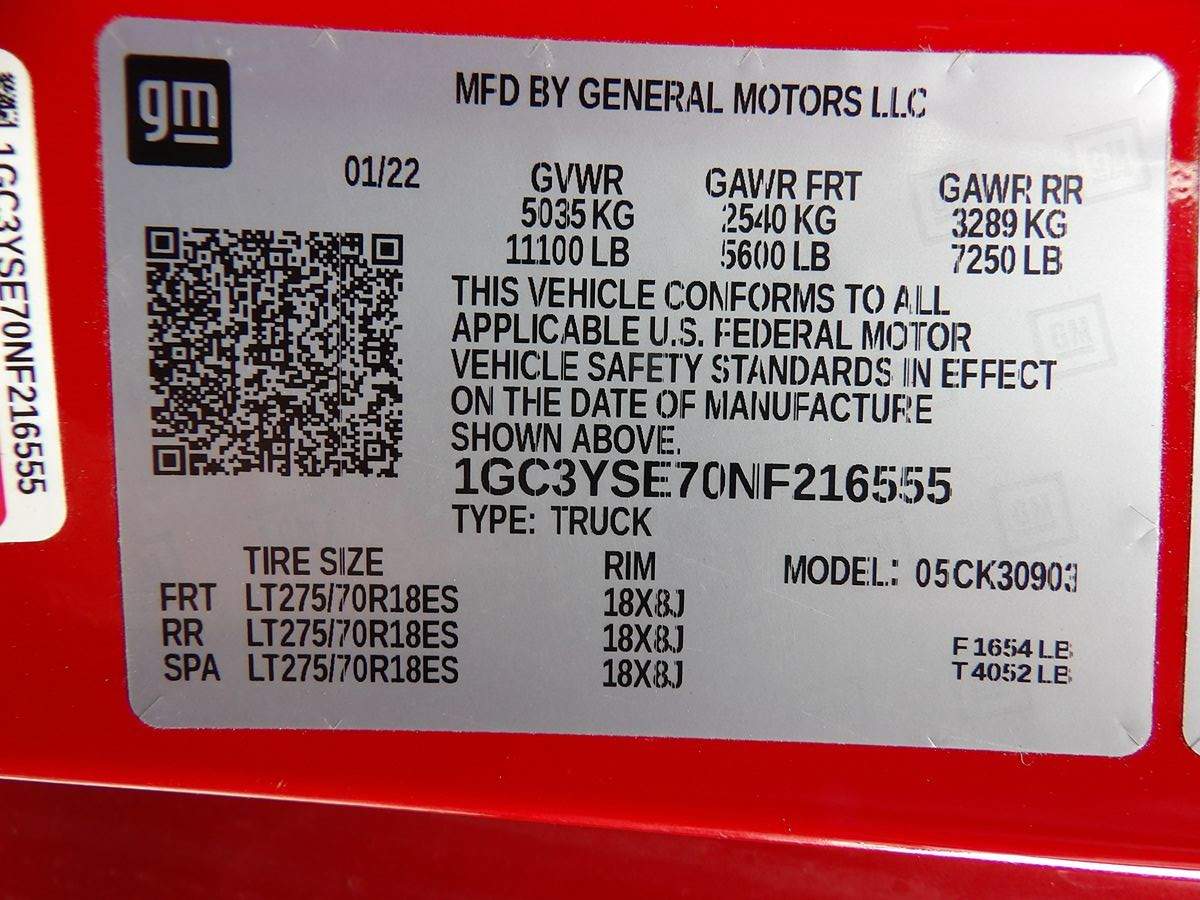 gm
MFD BY GENERAL MOTORS LLC
01/22
GVWR GAWR FRT GAWR RR
5035 KG 2540 KG 3289 KG
11100 LB 5600 LB 7250 LB
THIS VEHICLE CONFORMS TO ALL
APPLICABLE U.S. FEDERAL MOTOR
VEHICLE SAFETY STANDARDS IN EFFECT
ON THE DATE OF MANUFACTURE
SHOWN ABOVE.
1GC3YSE70NF216555
TYPE: TRUCK
TIRE SIZE RIM MODEL: 05CK30903
FRT LT275/70R18ES 18X8J
RR LT275/70R18ES 18X8J F 1654 LB
SPA LT275/70R18ES 18X8J T 4052 LB
1GC3YSE70NF216555